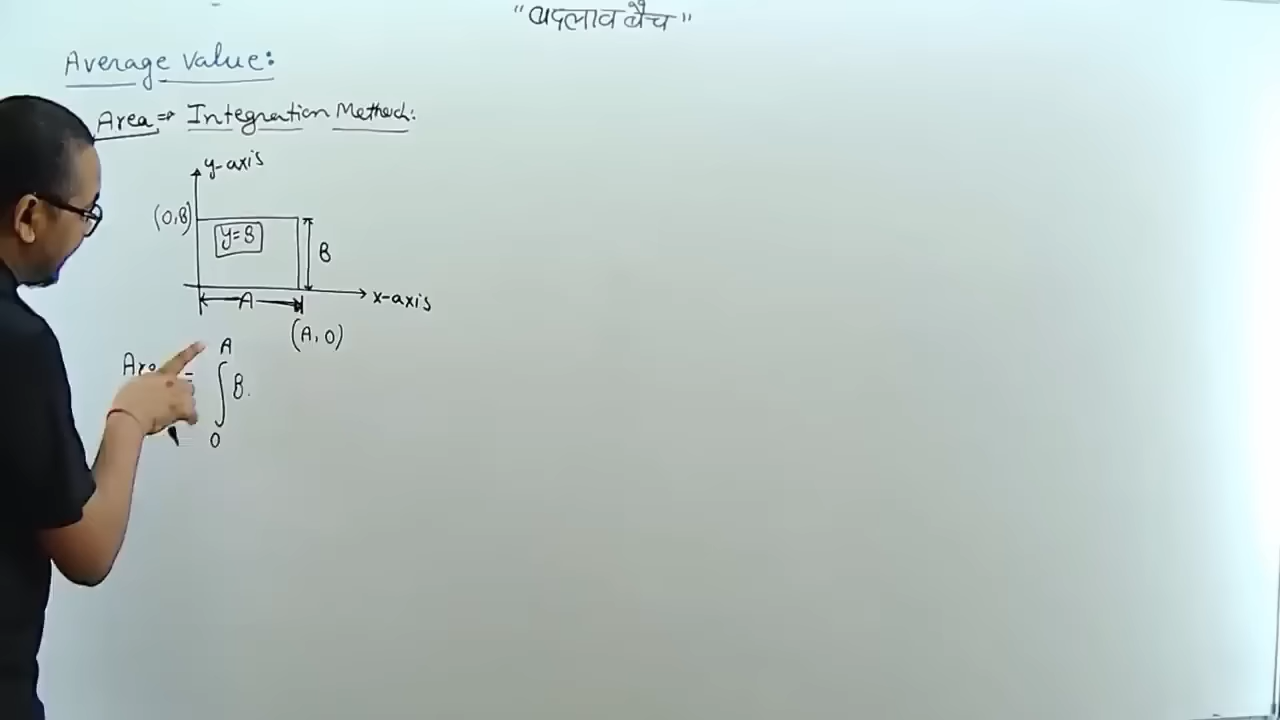 "बदलाव बैच"
Average Value:
Area ⇒ Integration Method:
y-axis
(0,B)
y=B
B
A
x-axis
(A,0)
A
= ∫ B.
0